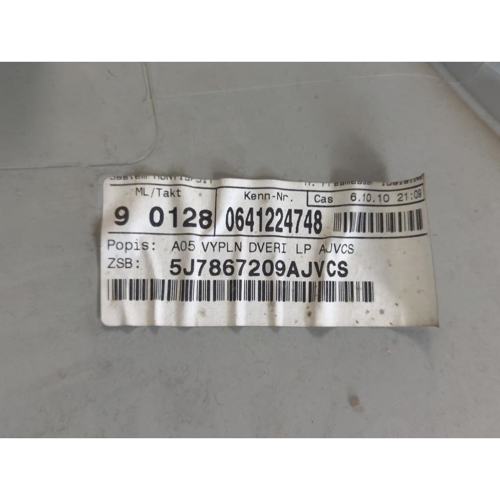 ML/Takt Kenn-Nr. Cas 6.10.10 21:09
9 0128 0641224748
Popis: A05 VYPLN DVERI LP AJVCS
ZSB: 5J7867209AJVCS